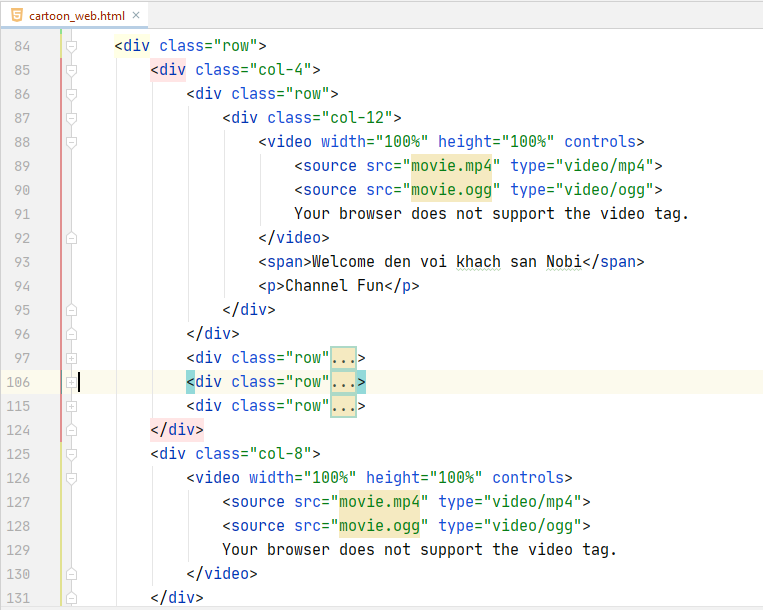 cartoon_web.html
84 <div class="row">
85 <div class="col-4">
86 <div class="row">
87 <div class="col-12">
88 <video width="100%" height="100%" controls>
89 <source src="movie.mp4" type="video/mp4">
90 <source src="movie.ogg" type="video/ogg">
91 Your browser does not support the video tag.
92 </video>
93 <span>Welcome den voi khach san Nobi</span>
94 <p>Channel Fun</p>
95 </div>
96 </div>
97 <div class="row"...>
106 <div class="row"...>
115 <div class="row"...>
124 </div>
125 <div class="col-8">
126 <video width="100%" height="100%" controls>
127 <source src="movie.mp4" type="video/mp4">
128 <source src="movie.ogg" type="video/ogg">
129 Your browser does not support the video tag.
130 </video>
131 </div>